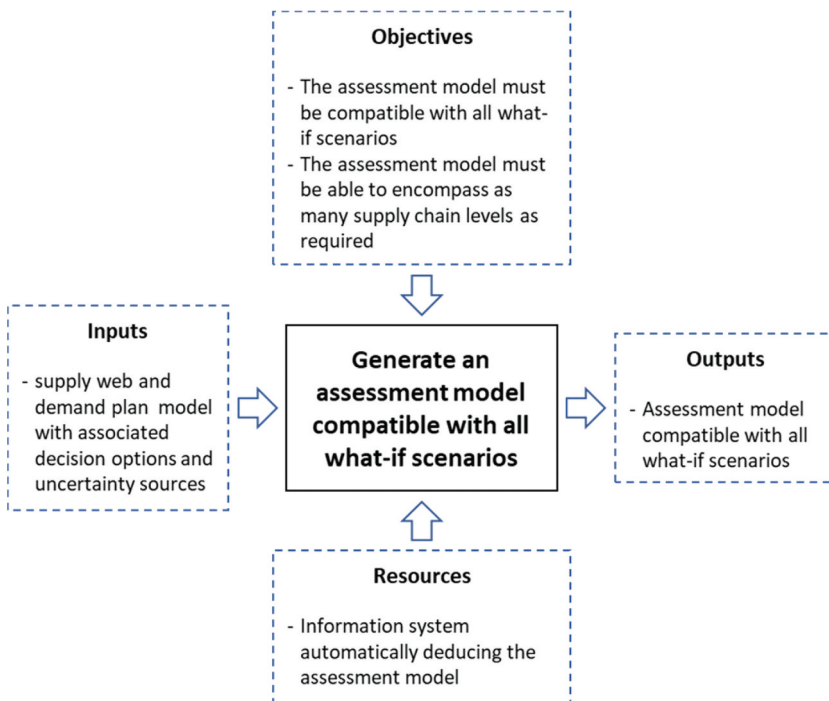 Objectives
- The assessment model must
be compatible with all what-
if scenarios
- The assessment model must
be able to encompass as
many supply chain levels as
required
Inputs
- supply web and
demand plan model
with associated
decision options and
uncertainty sources
Generate an
assessment model
compatible with all
what-if scenarios
Outputs
- Assessment model
compatible with all
what-if scenarios
Resources
- Information system
automatically deducing the
assessment model